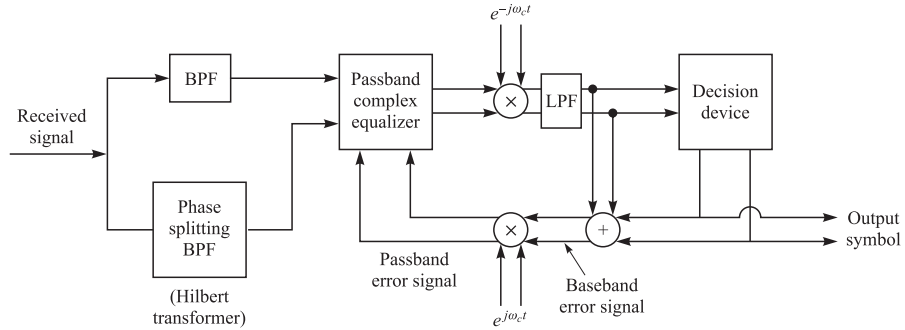 e^{-jω_c t}
BPF
Passband
complex
equalizer
×
LPF
Decision
device
Received
signal
Phase
splitting
BPF
×
+
Output
symbol
Passband
error signal
Baseband
error signal
(Hilbert
transformer)
e^{jω_c t}